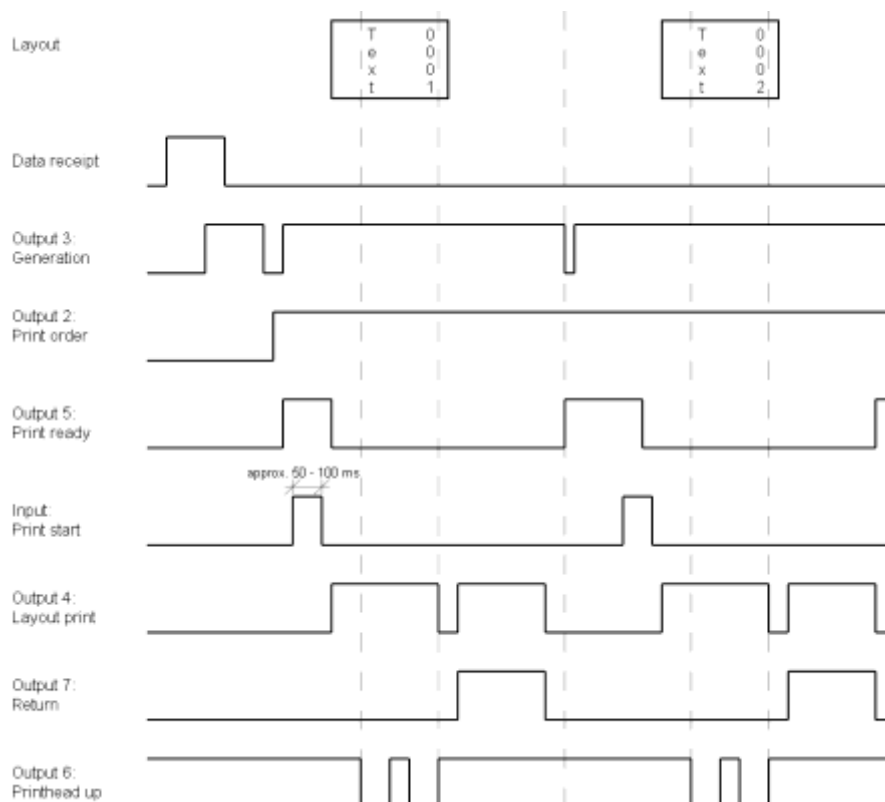 Layout
T 0
e 0
x 0
t 1
T 0
e 0
x 0
t 2
Data receipt
Output 3:
Generation
Output 2:
Print order
Output 5:
Print ready
approx. 50 - 100 ms
Input:
Print start
Output 4:
Layout print
Output 7:
Return
Output 6:
Printhead up